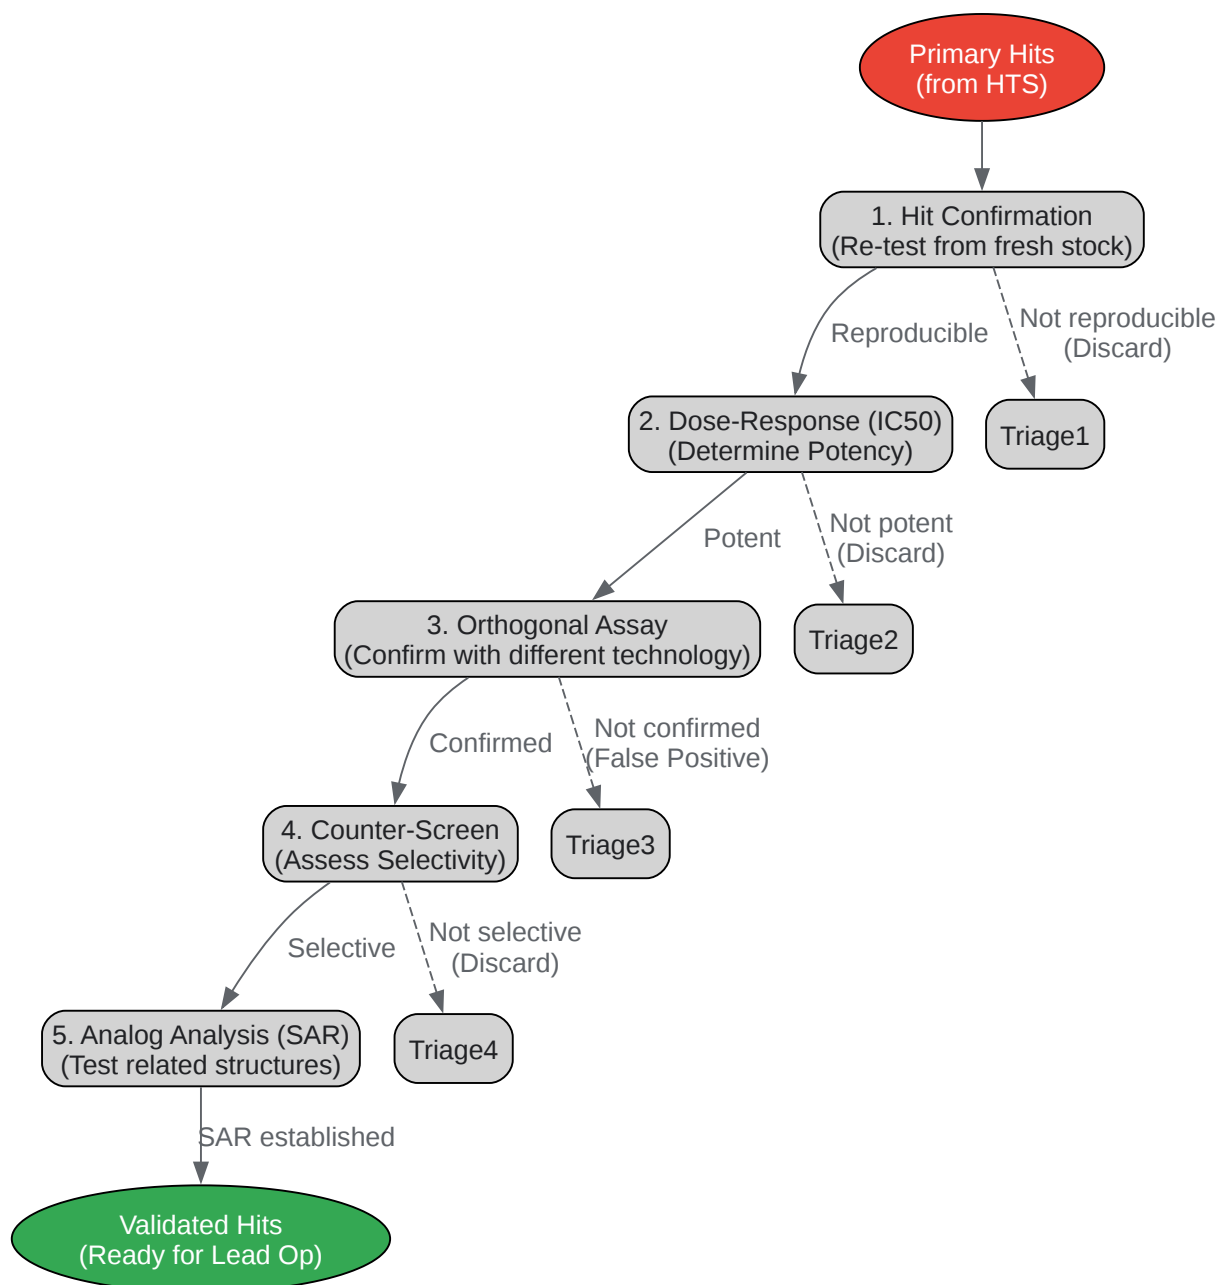 Primary Hits
(from HTS)
1. Hit Confirmation
(Re-test from fresh stock)
Reproducible
Not reproducible
(Discard)
2. Dose-Response (IC50)
(Determine Potency)
Triage1
Potent
Not potent
(Discard)
3. Orthogonal Assay
(Confirm with different technology)
Triage2
Confirmed
Not confirmed
(False Positive)
4. Counter-Screen
(Assess Selectivity)
Triage3
Selective
Not selective
(Discard)
5. Analog Analysis (SAR)
(Test related structures)
Triage4
SAR established
Validated Hits
(Ready for Lead Op)